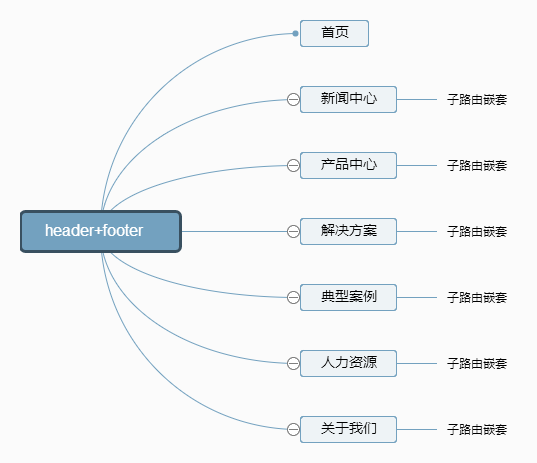 首页
新闻中心 子路由嵌套
产品中心 子路由嵌套
header+footer 解决方案 子路由嵌套
典型案例 子路由嵌套
人力资源 子路由嵌套
关于我们 子路由嵌套